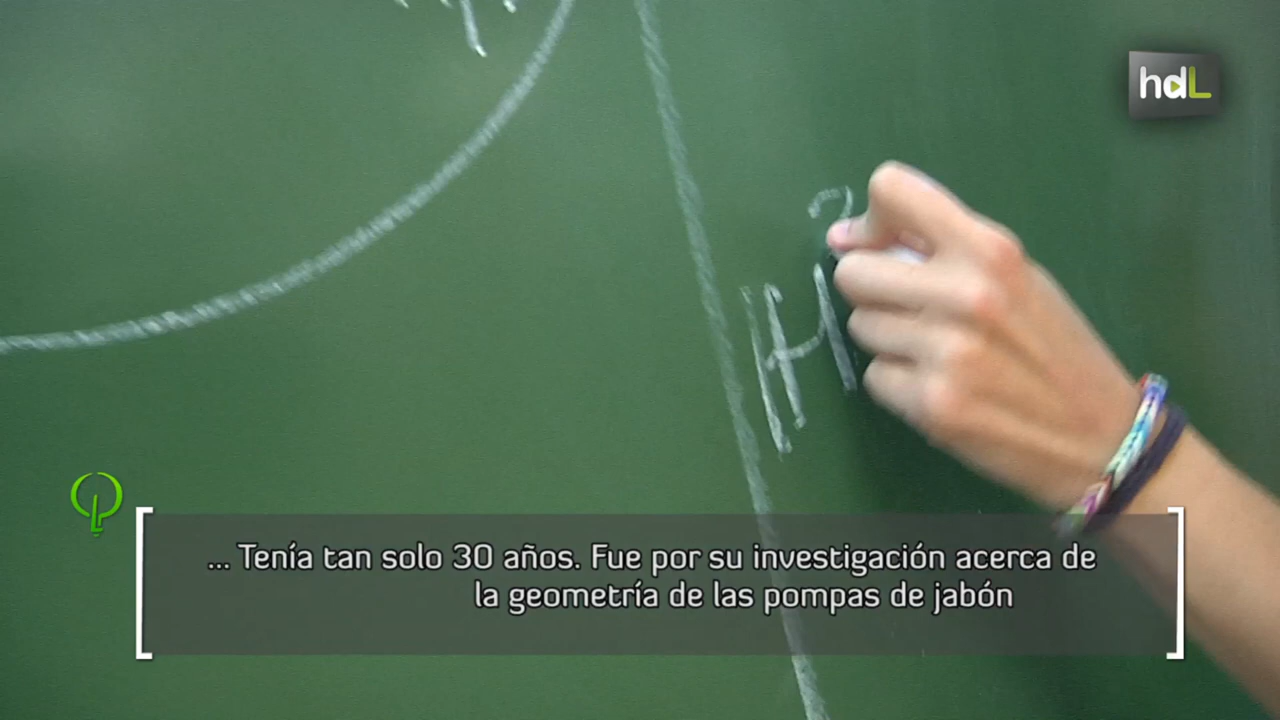 hdL
... Tenía tan solo 30 años. Fue por su investigación acerca de
la geometría de las pompas de jabón